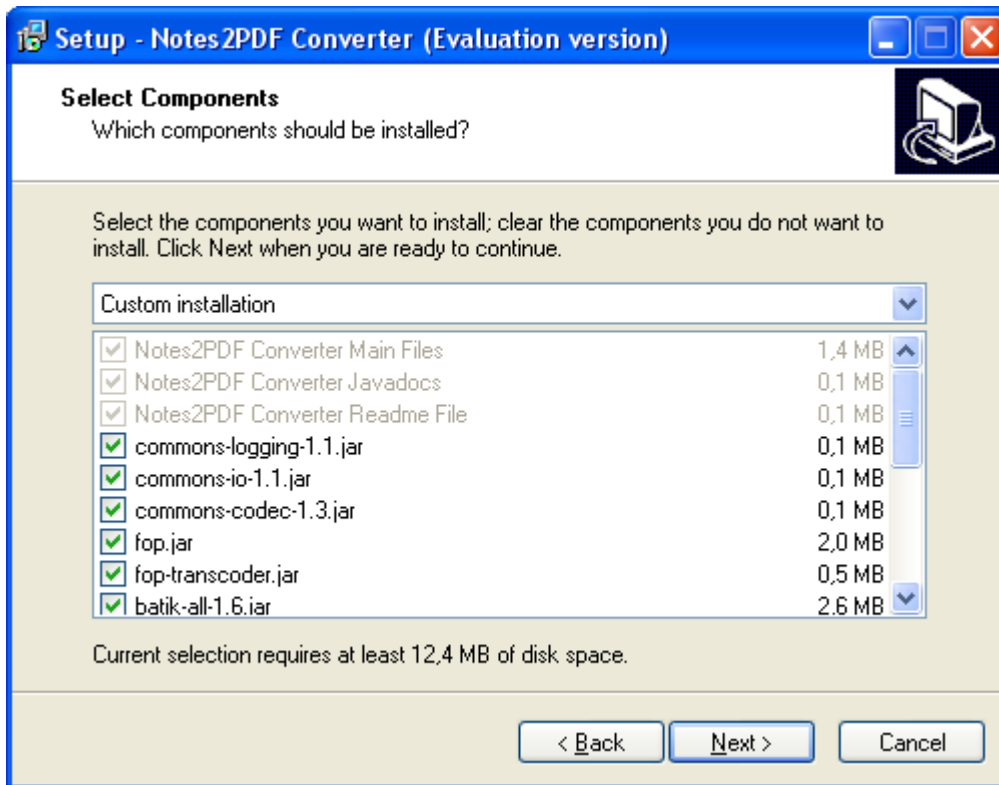 Setup - Notes2PDF Converter (Evaluation version)
Select Components
Which components should be installed?
Select the components you want to install; clear the components you do not want to
install. Click Next when you are ready to continue.
Custom installation
Notes2PDF Converter Main Files 1,4 MB
Notes2PDF Converter Javadocs 0,1 MB
Notes2PDF Converter Readme File 0,1 MB
commons-logging-1.1.jar 0,1 MB
commons-io-1.1.jar 0,1 MB
commons-codec-1.3.jar 0,1 MB
fop.jar 2,0 MB
fop-transcoder.jar 0,5 MB
batik-all-1.6.jar 2,6 MB
Current selection requires at least 12,4 MB of disk space.
< Back Next > Cancel